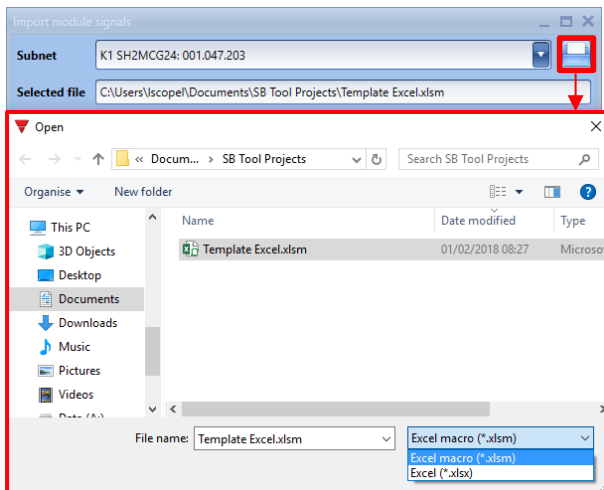 Import module signals
Subnet K1 SH2MCG24: 001.047.203
Selected file C:\Users\lscopel\Documents\SB Tool Projects\Template Excel.xlsm
Open
« Docum... > SB Tool Projects Search SB Tool Projects
Organise New folder
Name Date modified Type
This PC
Template Excel.xlsm 01/02/2018 08:27 Microso
3D Objects
Desktop
Documents
Downloads
Music
Pictures
Videos
File name: Template Excel.xlsm Excel macro (*.xlsm)
Excel macro (*.xlsm)
Excel (*.xlsx)